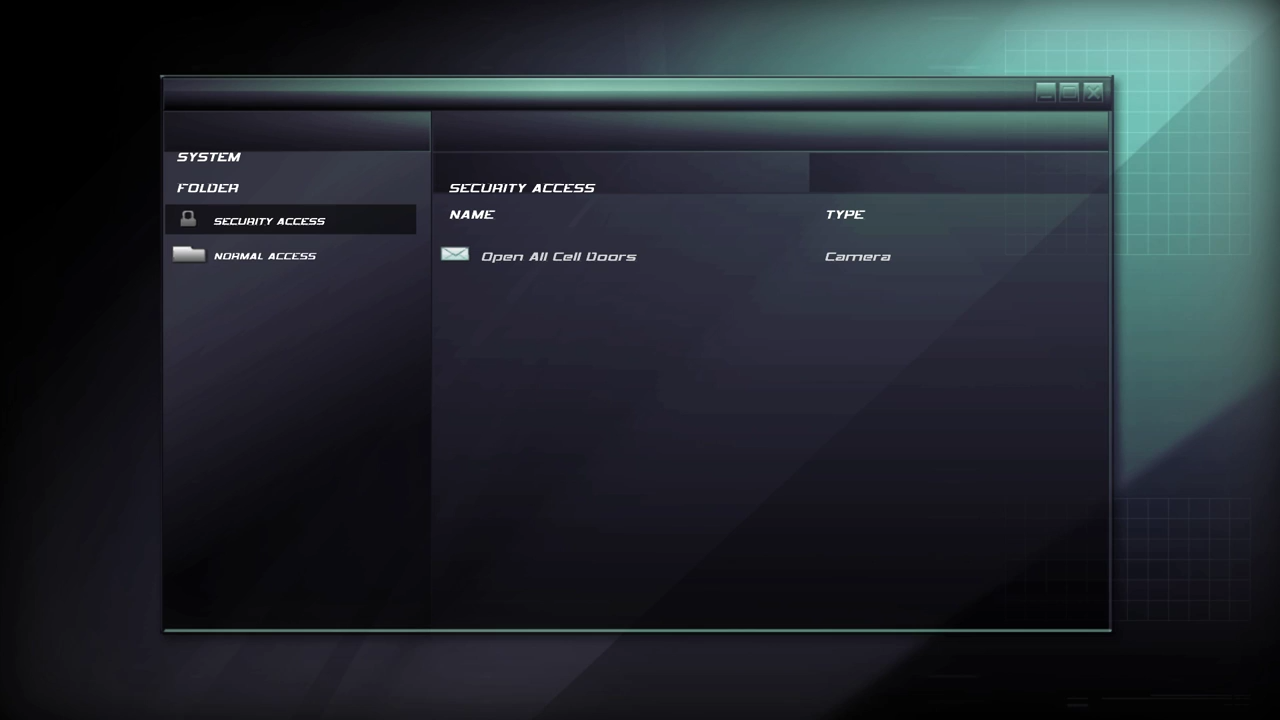 SYSTEM
FOLDER
SECURITY ACCESS
NORMAL ACCESS
SECURITY ACCESS
NAME TYPE
Open All Cell Doors Camera